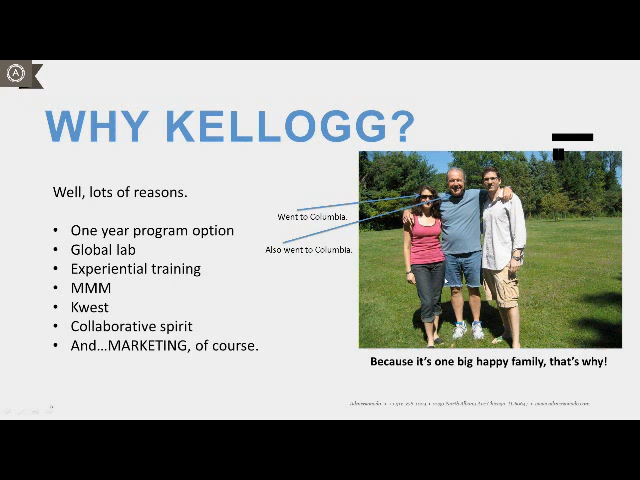 A
WHY KELLOGG?
Well, lots of reasons.
Went to Columbia.
• One year program option
• Global lab
Also went to Columbia.
• Experiential training
• MMM
• Kwest
• Collaborative spirit
• And...MARKETING, of course.
Because it's one big happy family, that's why!